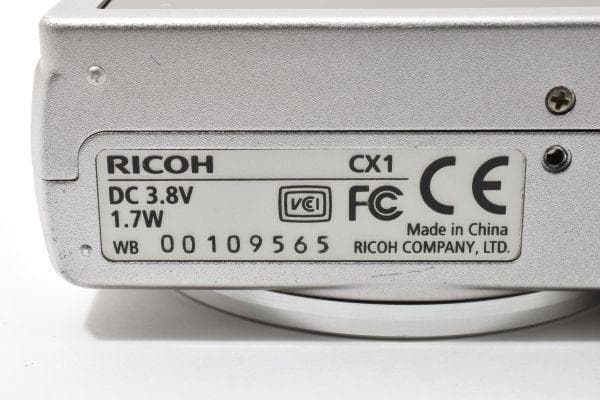 RICOH CX1
DC 3.8V
1.7W
VCI FC CE
Made in China
WB 00109565 RICOH COMPANY, LTD.